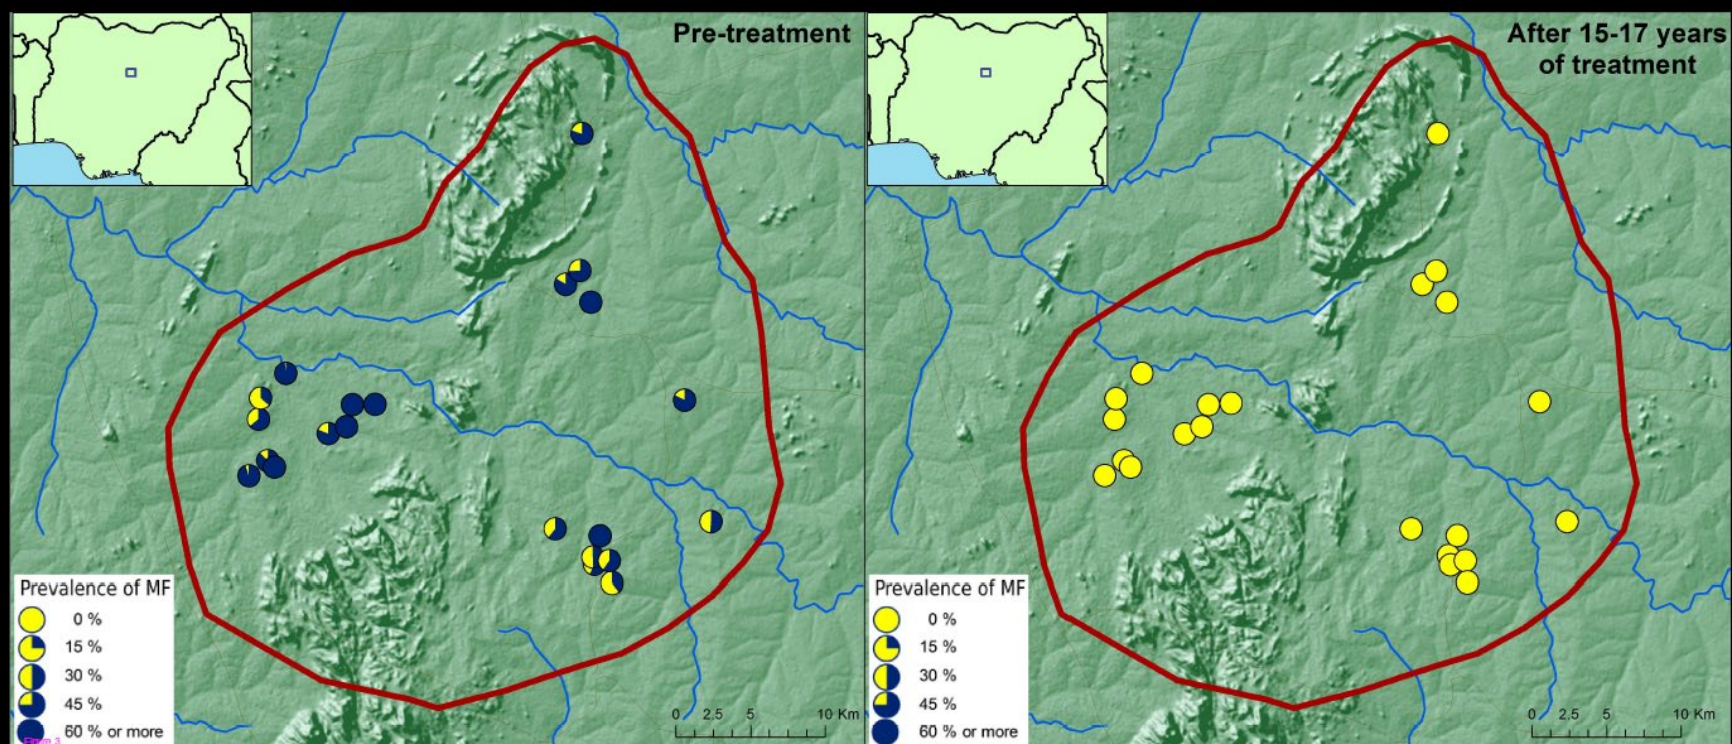 Pre-treatment
Prevalence of MF
0 %
15 %
30 %
45 %
60 % or more
Figure 3
0 2.5 5 10 Km
After 15-17 years
of treatment
Prevalence of MF
0 %
15 %
30 %
45 %
60 % or more
0 2.5 5 10 Km